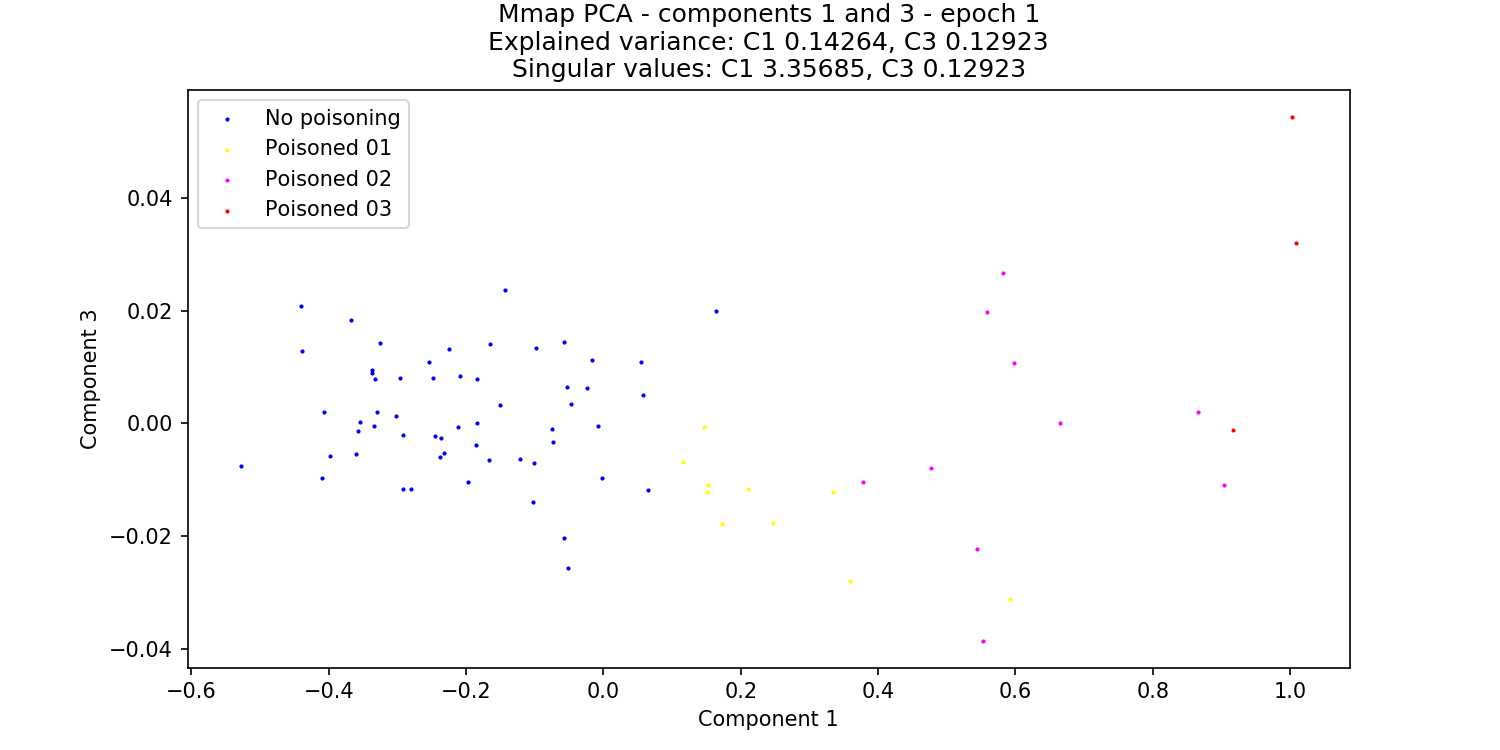 Mmap PCA - components 1 and 3 - epoch 1
Explained variance: C1 0.14264, C3 0.12923
Singular values: C1 3.35685, C3 0.12923
No poisoning
Poisoned 01
Poisoned 02
Poisoned 03
Component 3
0.04
0.02
0.00
−0.02
−0.04
−0.6
−0.4
−0.2
0.0
0.2
0.4
0.6
0.8
1.0
Component 1